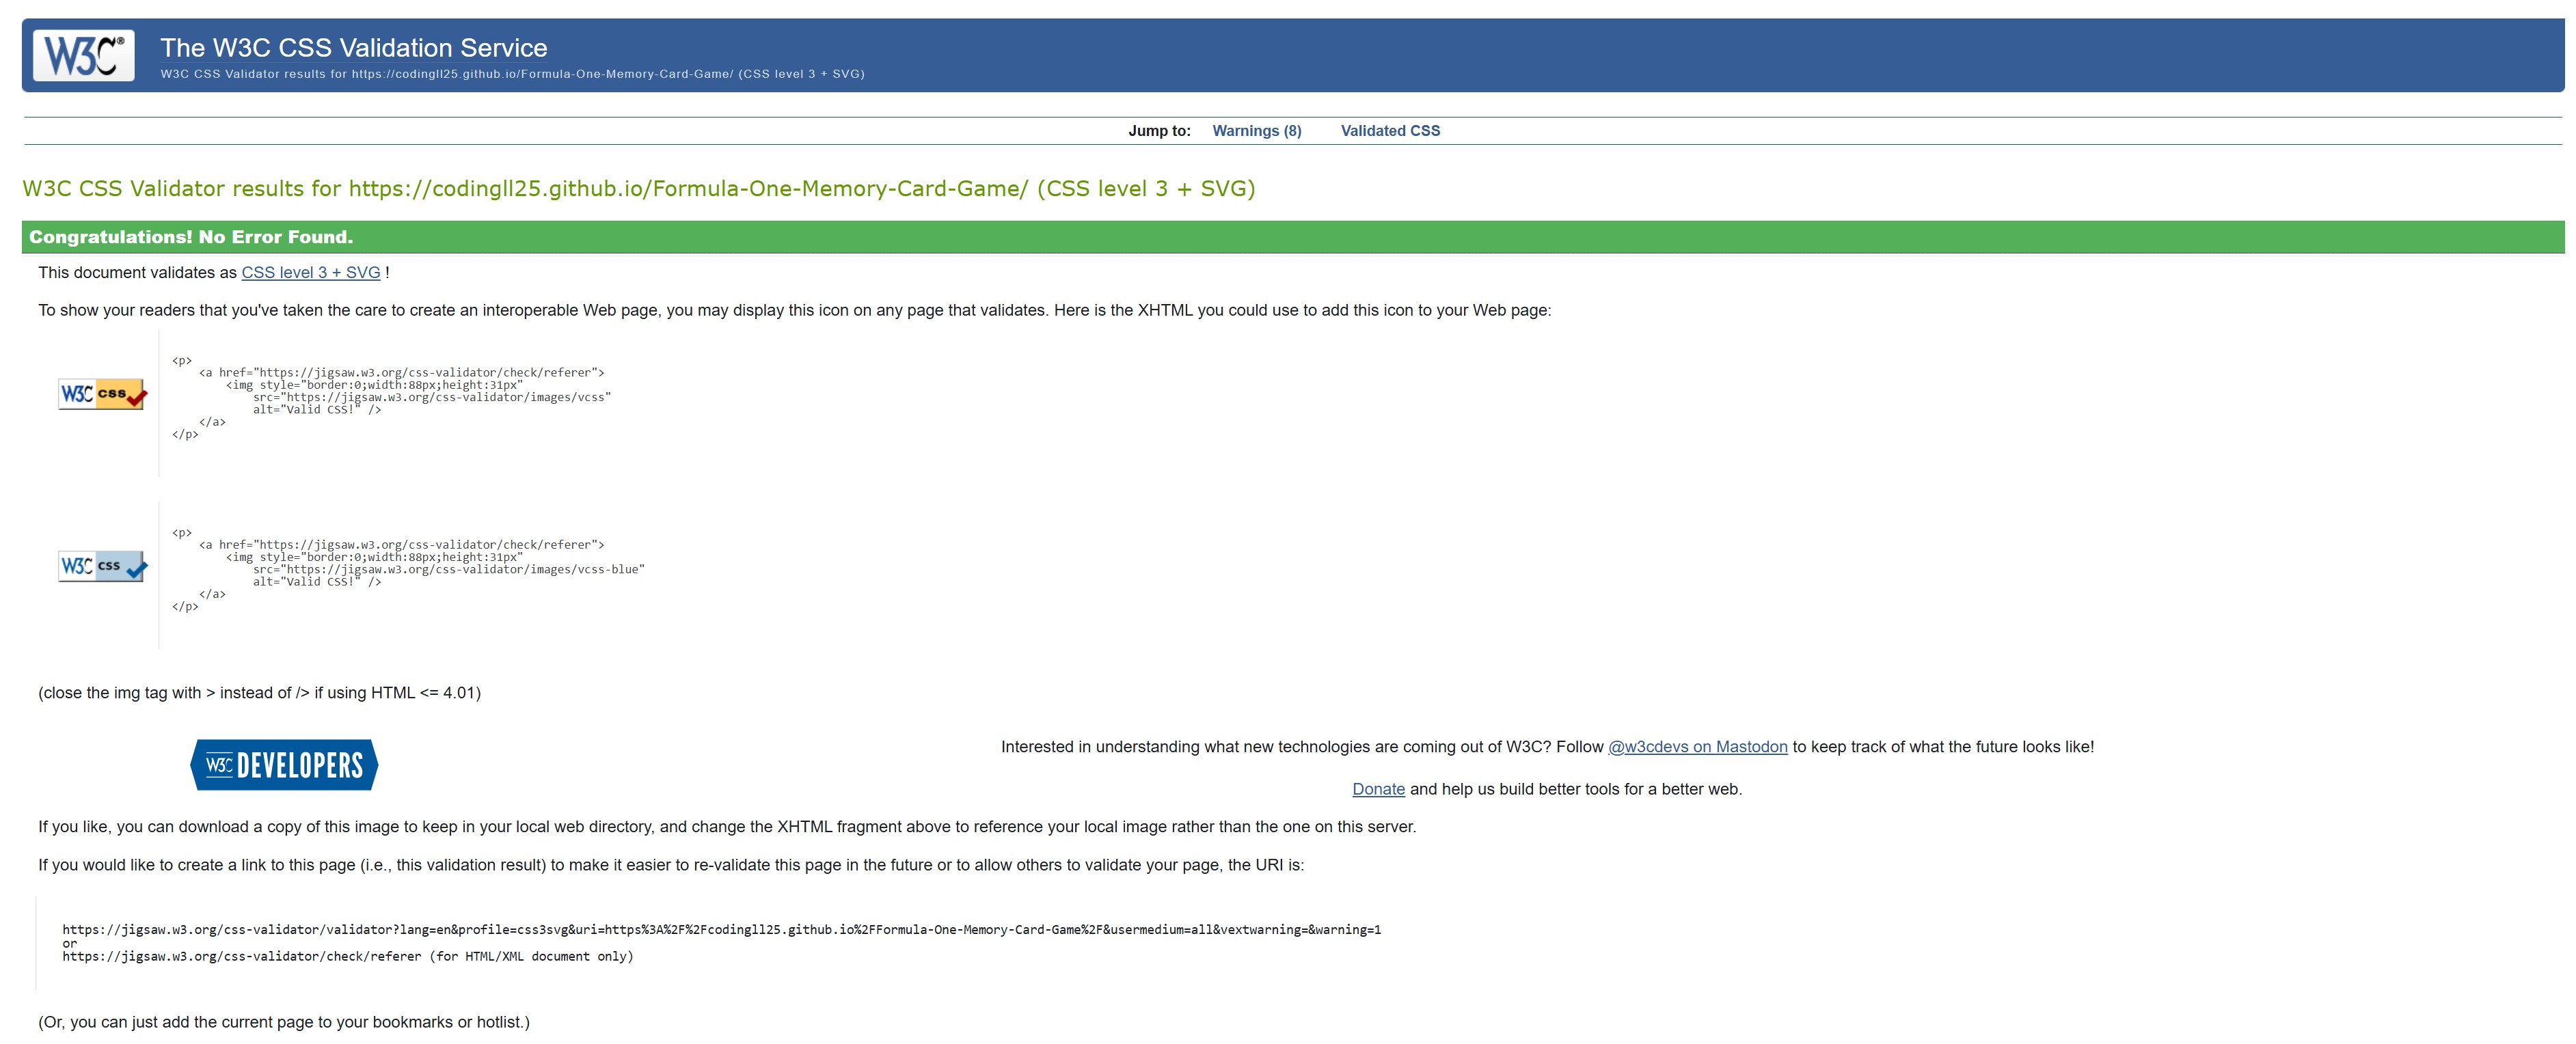 W3C®
The W3C CSS Validation Service
W3C CSS Validator results for https://codingll25.github.io/Formula-One-Memory-Card-Game/ (CSS level 3 + SVG)
Jump to: Warnings (8) Validated CSS
W3C CSS Validator results for https://codingll25.github.io/Formula-One-Memory-Card-Game/ (CSS level 3 + SVG)
Congratulations! No Error Found.
This document validates as CSS level 3 + SVG !
To show your readers that you've taken the care to create an interoperable Web page, you may display this icon on any page that validates. Here is the XHTML you could use to add this icon to your Web page:
W3C css
<p>
<a href="https://jigsaw.w3.org/css-validator/check/referer">
<img style="border:0;width:88px;height:31px"
src="https://jigsaw.w3.org/css-validator/images/vcss"
alt="Valid CSS!" />
</a>
</p>
W3C css
<p>
<a href="https://jigsaw.w3.org/css-validator/check/referer">
<img style="border:0;width:88px;height:31px"
src="https://jigsaw.w3.org/css-validator/images/vcss-blue"
alt="Valid CSS!" />
</a>
</p>
(close the img tag with > instead of /> if using HTML <= 4.01)
W3C DEVELOPERS
Interested in understanding what new technologies are coming out of W3C? Follow @w3cdevs on Mastodon to keep track of what the future looks like!
Donate and help us build better tools for a better web.
If you like, you can download a copy of this image to keep in your local web directory, and change the XHTML fragment above to reference your local image rather than the one on this server.
If you would like to create a link to this page (i.e., this validation result) to make it easier to re-validate this page in the future or to allow others to validate your page, the URI is:
https://jigsaw.w3.org/css-validator/validator?lang=en&profile=css3svg&uri=https%3A%2F%2Fcodingll25.github.io%2FFormula-One-Memory-Card-Game%2F&usermedium=all&vextwarning=&warning=1
or
https://jigsaw.w3.org/css-validator/check/referer (for HTML/XML document only)
(Or, you can just add the current page to your bookmarks or hotlist.)